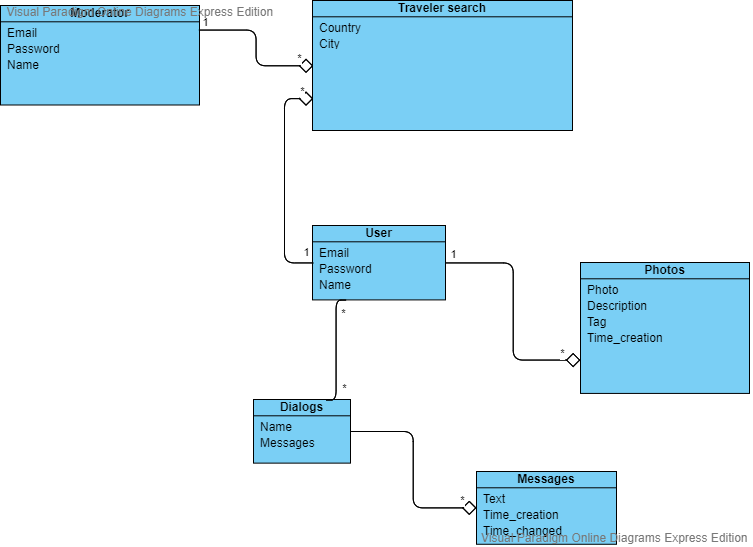 Visual Paradigm Online Diagrams Express Edition
Moderator
Email
Password
Name
1
*
Traveler search
Country
City
*
1
User
Email
Password
Name
1
*
Photos
Photo
Description
Tag
Time_creation
*
*
Dialogs
Name
Messages
*
Messages
Text
Time_creation
Time_changed
Visual Paradigm Online Diagrams Express Edition